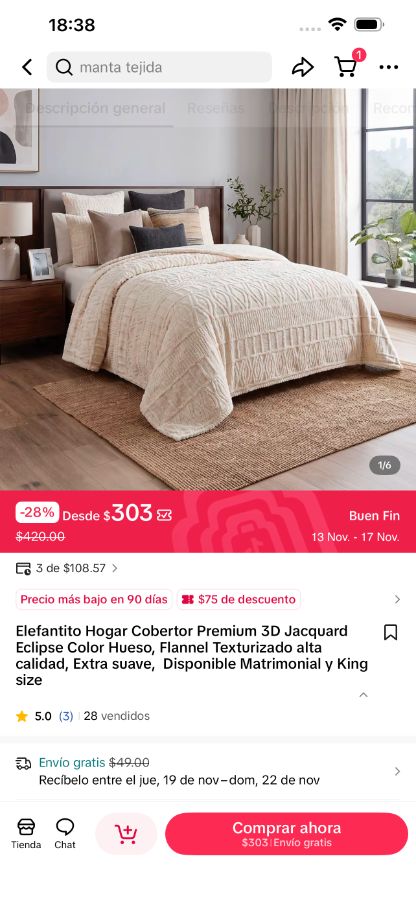 18:38
manta tejida
1
Descripción general Reseñas Descripción Recon
1/6
-28% Desde $303
Buen Fin
$420.00
13 Nov. - 17 Nov.
3 de $108.57
Precio más bajo en 90 días
$75 de descuento
Elefantito Hogar Cobertor Premium 3D Jacquard
Eclipse Color Hueso, Flannel Texturizado alta
calidad, Extra suave, Disponible Matrimonial y King
size
5.0 (3) 28 vendidos
Envío gratis $49.00
Recíbelo entre el jue, 19 de nov–dom, 22 de nov
Tienda
Chat
Comprar ahora
$303 | Envío gratis